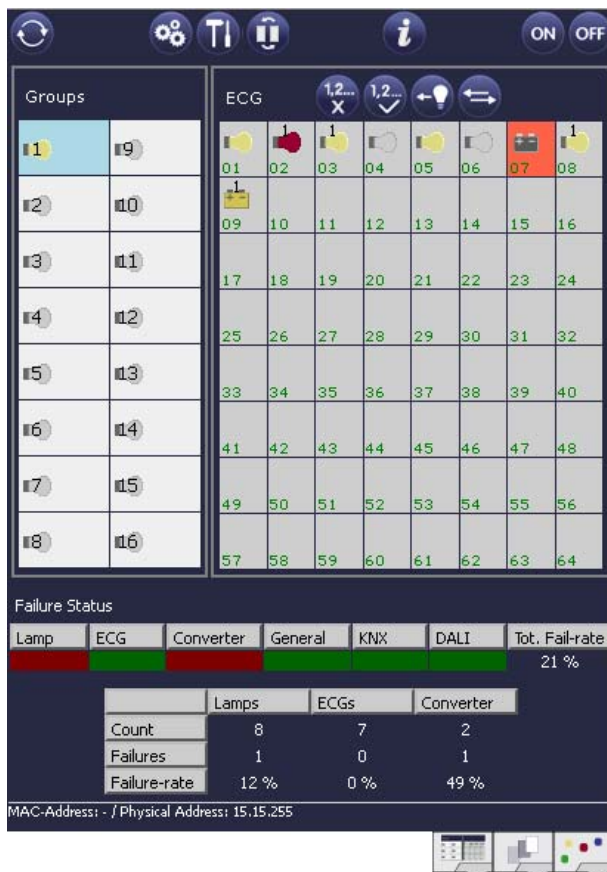 ON OFF
Groups
ECG
1,2... X
1,2...
1 9
2 10
3 11
4 12
5 13
6 14
7 15
8 16
1 1 1
01 02 03 04 05 06 07 08
1
09 10 11 12 13 14 15 16
17 18 19 20 21 22 23 24
25 26 27 28 29 30 31 32
33 34 35 36 37 38 39 40
41 42 43 44 45 46 47 48
49 50 51 52 53 54 55 56
57 58 59 60 61 62 63 64
Failure Status
Lamp ECG Converter General KNX DALI Tot. Fail-rate
21 %
Lamps ECGs Converter
Count 8 7 2
Failures 1 0 1
Failure-rate 12 % 0 % 49 %
MAC-Address: - / Physical Address: 15.15.255